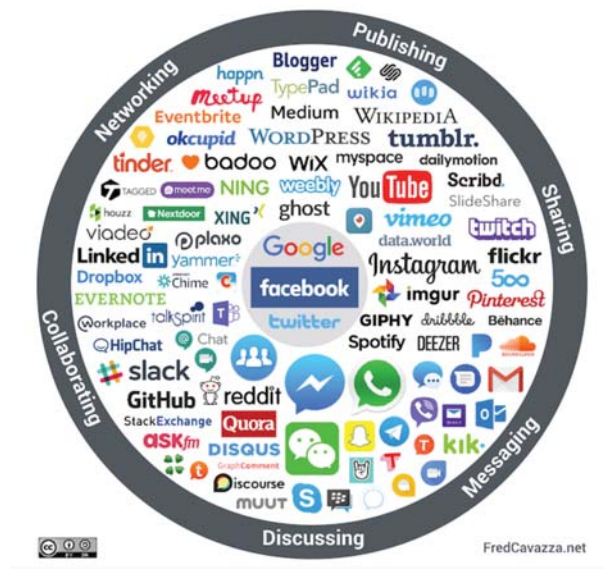 Publishing
Networking
Sharing
Collaborating
Messaging
Discussing
Blogger
happn
TypePad
wikia
meetup
Medium
WIKIPEDIA
Eventbrite
okcupid
WORDPRESS
tumblr.
tinder
badoo
WiX
myspace
dailymotion
TAGGED
meetme
NING
weebly
YouTube
Scribd.
SlideShare
houzz
Nextdoor
XING
ghost
vimeo
twitch
viadeo
plaxo
data.world
Google
Linked in
yammer
Instagram
flickr
500
Dropbox
Chime
facebook
imgur
Pinterest
EVERNOTE
@workplace
talkSpirit
twitter
GIPHY
dribbble
Behance
HipChat
Chat
Spotify
DEEZER
slack
GitHub
reddit
StackExchange
Quora
askfm
DISQUS
kik
GraphComment
Discourse
MUUT
FredCavazza.net